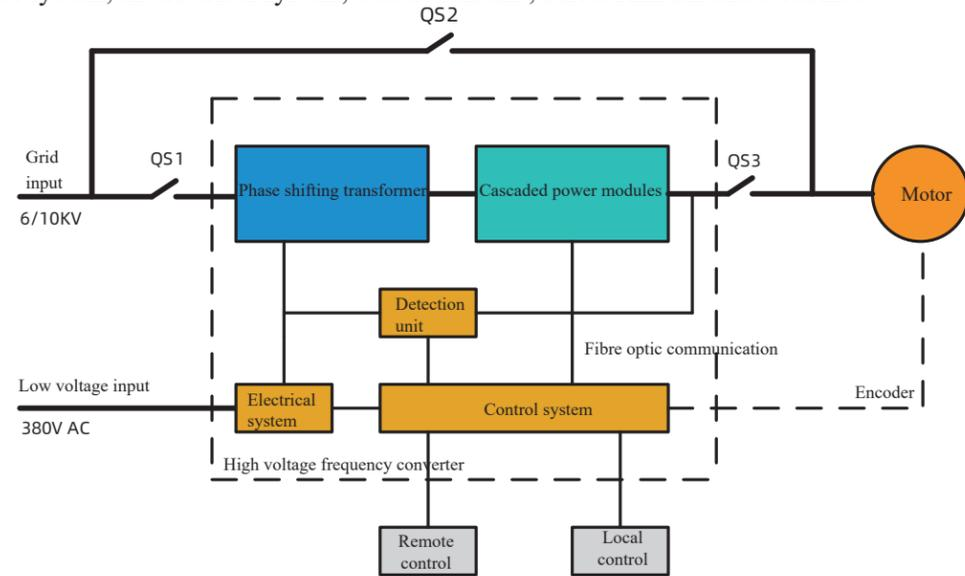 QS2
Grid
input
QS1
6/10KV
Phase shifting transformer
Cascaded power modules
QS3
Motor
Detection
unit
Fibre optic communication
Low voltage input
380V AC
Electrical
system
Control system
Encoder
High voltage frequency converter
Remote
control
Local
control